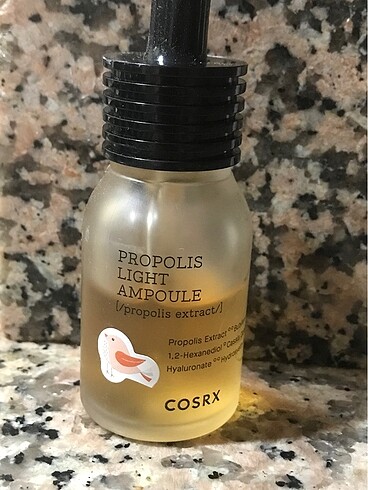 PROPOLIS
LIGHT
AMPOULE
[/propolis extract/]
Propolis Extract
1,2-Hexanediol
Hyaluronate
COSRX